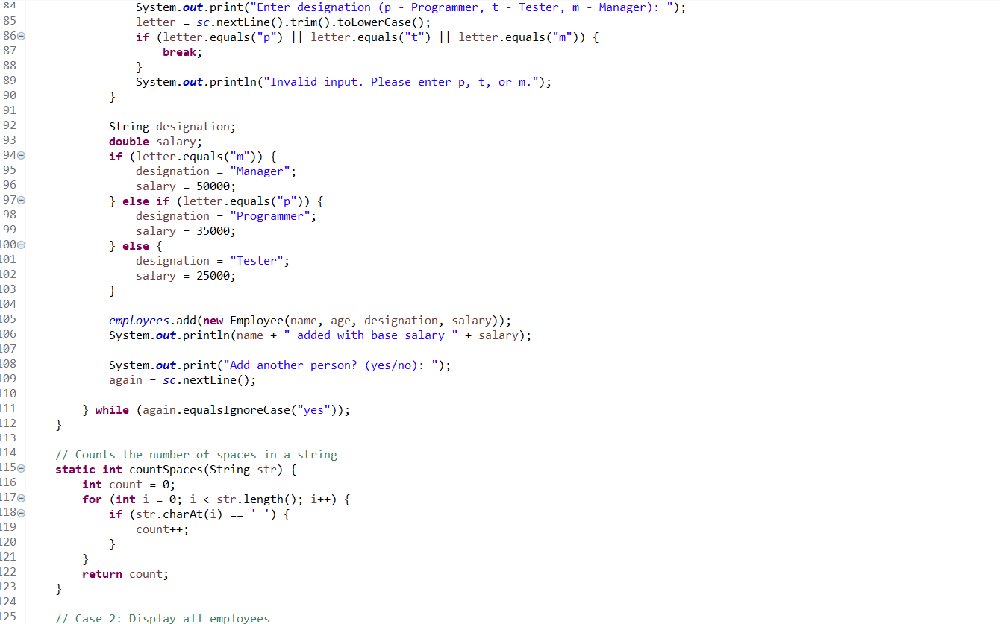 84 System.out.print("Enter designation (p - Programmer, t - Tester, m - Manager): ");
85 letter = sc.nextLine().trim().toLowerCase();
86 if (letter.equals("p") || letter.equals("t") || letter.equals("m")) {
87 break;
88 }
89 System.out.println("Invalid input. Please enter p, t, or m.");
90 }
91
92 String designation;
93 double salary;
94 if (letter.equals("m")) {
95 designation = "Manager";
96 salary = 50000;
97 } else if (letter.equals("p")) {
98 designation = "Programmer";
99 salary = 35000;
100 } else {
101 designation = "Tester";
102 salary = 25000;
103 }
104
105 employees.add(new Employee(name, age, designation, salary));
106 System.out.println(name + " added with base salary " + salary);
107
108 System.out.print("Add another person? (yes/no): ");
109 again = sc.nextLine();
110
111 } while (again.equalsIgnoreCase("yes"));
112 }
113
114 // Counts the number of spaces in a string
115 static int countSpaces(String str) {
116 int count = 0;
117 for (int i = 0; i < str.length(); i++) {
118 if (str.charAt(i) == ' ') {
119 count++;
120 }
121 }
122 return count;
123 }
124
125 // Case 2: Display all employees